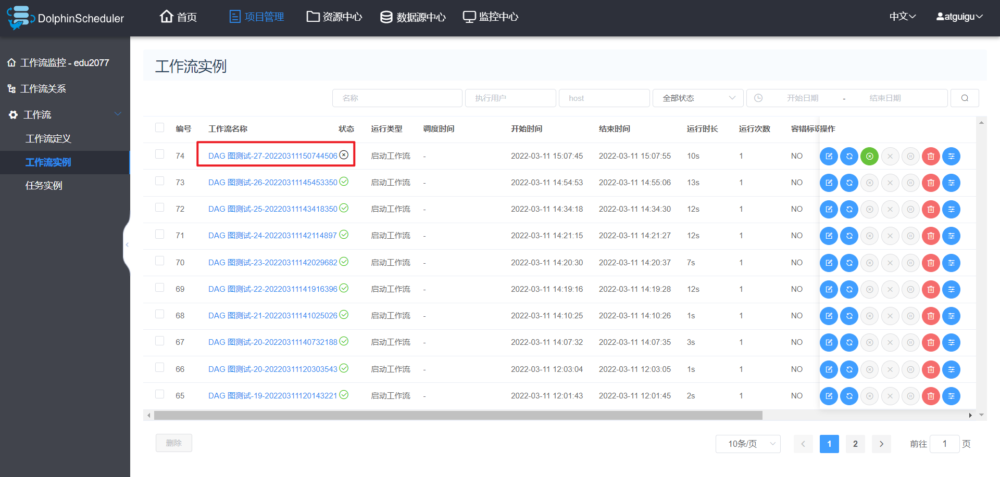 DolphinScheduler 首页 项目管理 资源中心 数据源中心 监控中心 中文 atguigu
工作流监控 - edu2077
工作流关系
工作流
工作流定义
工作流实例
任务实例
工作流实例
名称 执行用户 host 全部状态 开始日期 - 结束日期
编号 工作流名称 状态 运行类型 调度时间 开始时间 结束时间 运行时长 运行次数 容错标识 操作
74 DAG 图测试-27-20220311150744506 启动工作流 - 2022-03-11 15:07:45 2022-03-11 15:07:55 10s 1 NO
73 DAG 图测试-26-20220311145453350 启动工作流 - 2022-03-11 14:54:53 2022-03-11 14:55:06 13s 1 NO
72 DAG 图测试-25-20220311143418350 启动工作流 - 2022-03-11 14:34:18 2022-03-11 14:34:30 12s 1 NO
71 DAG 图测试-24-20220311142114897 启动工作流 - 2022-03-11 14:21:15 2022-03-11 14:21:27 12s 1 NO
70 DAG 图测试-23-20220311142029682 启动工作流 - 2022-03-11 14:20:30 2022-03-11 14:20:37 7s 1 NO
69 DAG 图测试-22-20220311141916396 启动工作流 - 2022-03-11 14:19:16 2022-03-11 14:19:28 12s 1 NO
68 DAG 图测试-21-20220311141025026 启动工作流 - 2022-03-11 14:10:25 2022-03-11 14:10:26 1s 1 NO
67 DAG 图测试-20-20220311140732188 启动工作流 - 2022-03-11 14:07:32 2022-03-11 14:07:35 3s 1 NO
66 DAG 图测试-20-20220311120303543 启动工作流 - 2022-03-11 12:03:04 2022-03-11 12:03:05 1s 1 NO
65 DAG 图测试-19-20220311120143221 启动工作流 - 2022-03-11 12:01:43 2022-03-11 12:01:45 2s 1 NO
删除 10条/页 1 2 前往 1 页